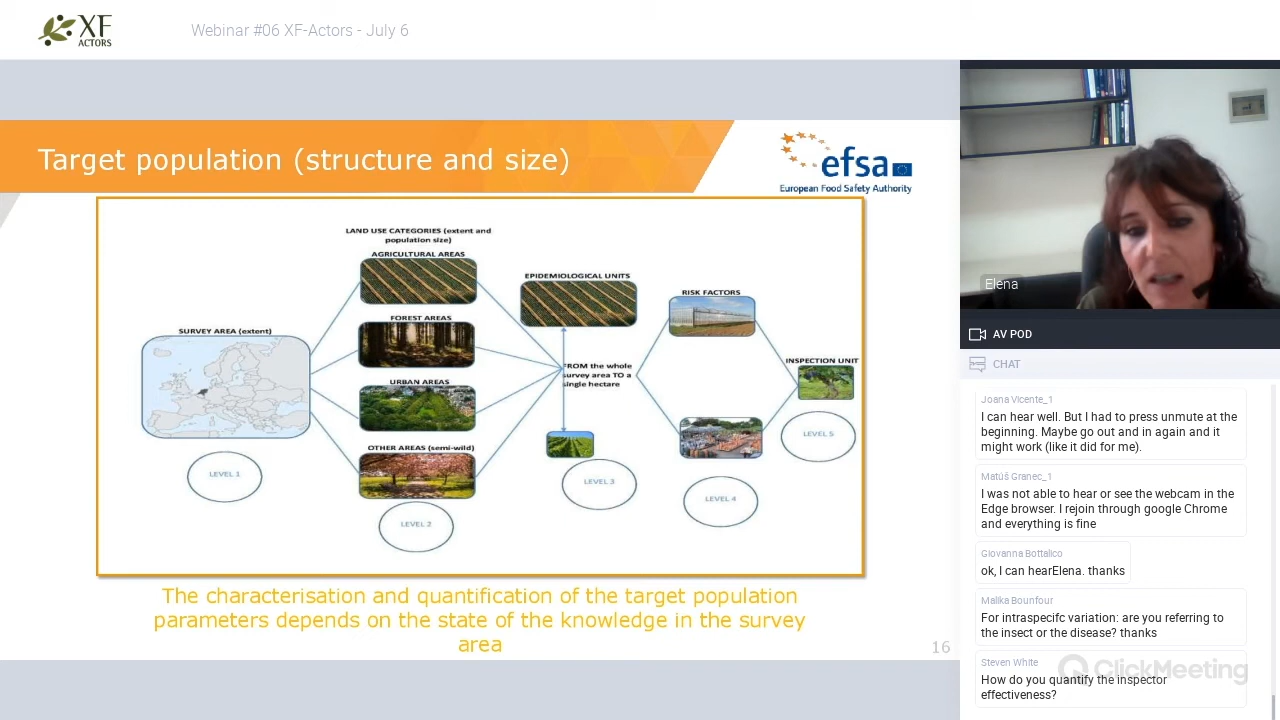 XF
ACTORS
Webinar #06 XF-Actors - July 6
Target population (structure and size)
efsa
European Food Safety Authority
LAND USE CATEGORIES (extent and
population size)
AGRICULTURAL AREAS
FOREST AREAS
URBAN AREAS
OTHER AREAS (semi-wild)
SURVEY AREA (extent)
EPIDEMIOLOGICAL UNITS
FROM the whole
survey area TO a
single hectare
RISK FACTORS
INSPECTION UNIT
LEVEL 1
LEVEL 2
LEVEL 3
LEVEL 4
LEVEL 5
The characterisation and quantification of the target population
parameters depends on the state of the knowledge in the survey
area
16
Elena
AV POD
CHAT
Joana Vicente_1
I can hear well. But I had to press unmute at the
beginning. Maybe go out and in again and it
might work (like it did for me).
Matúš Granec_1
I was not able to hear or see the webcam in the
Edge browser. I rejoin through google Chrome
and everything is fine
Giovanna Bottalico
ok, I can hearElena. thanks
Malika Bounfour
For intraspecifc variation: are you referring to
the insect or the disease? thanks
Steven White
How do you quantify the inspector
effectiveness?
ClickMeeting